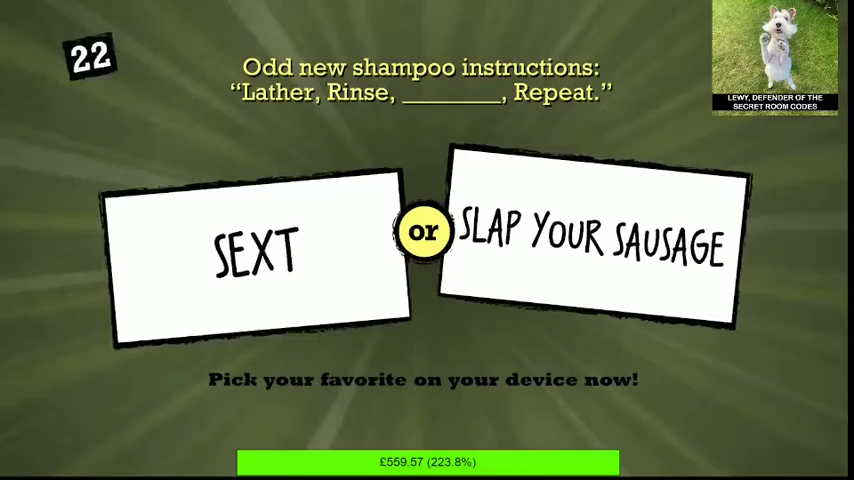 22
Odd new shampoo instructions:
“Lather, Rinse, ________, Repeat.”
LEWY, DEFENDER OF THE
SECRET ROOM CODES
SEXT
or
SLAP YOUR SAUSAGE
Pick your favorite on your device now!
£559.57 (223.8%)